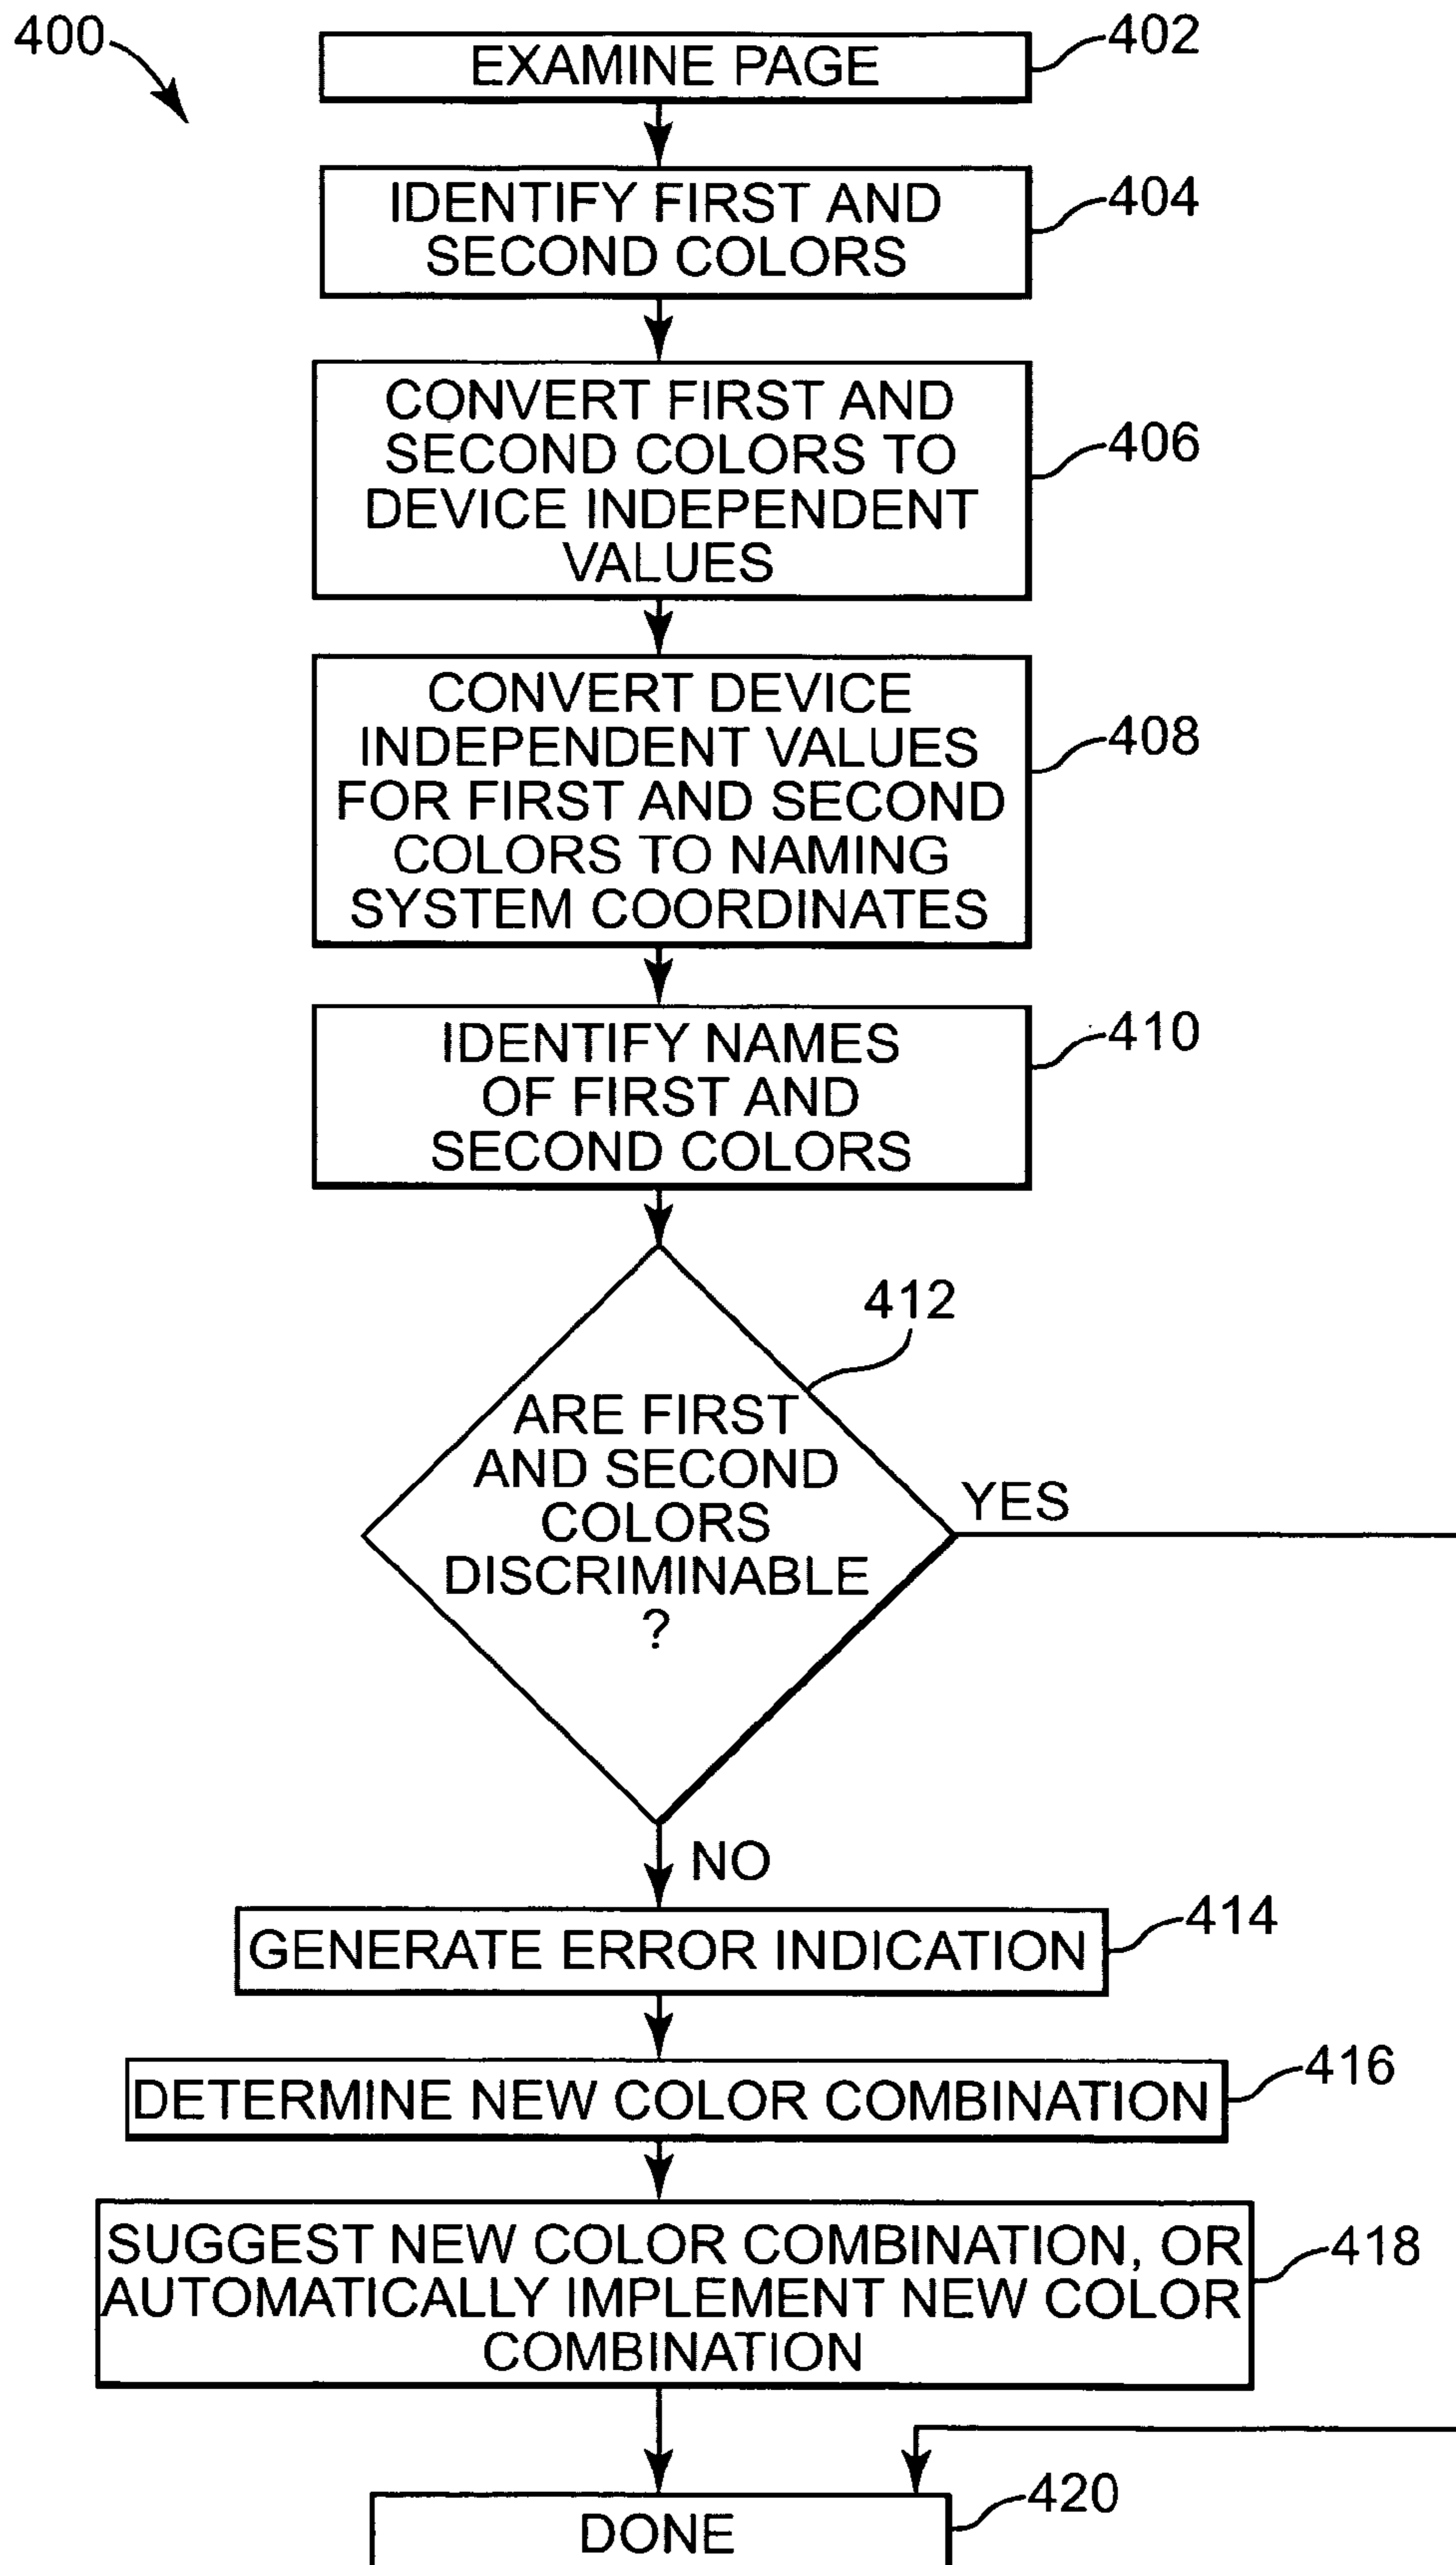 400
EXAMINE PAGE
402
IDENTIFY FIRST AND
SECOND COLORS
404
CONVERT FIRST AND
SECOND COLORS TO
DEVICE INDEPENDENT
VALUES
406
CONVERT DEVICE
INDEPENDENT VALUES
FOR FIRST AND SECOND
COLORS TO NAMING
SYSTEM COORDINATES
408
IDENTIFY NAMES
OF FIRST AND
SECOND COLORS
410
412
ARE FIRST
AND SECOND
COLORS
DISCRIMINABLE
?
YES
NO
GENERATE ERROR INDICATION
414
DETERMINE NEW COLOR COMBINATION
416
SUGGEST NEW COLOR COMBINATION, OR
AUTOMATICALLY IMPLEMENT NEW COLOR
COMBINATION
418
DONE
420